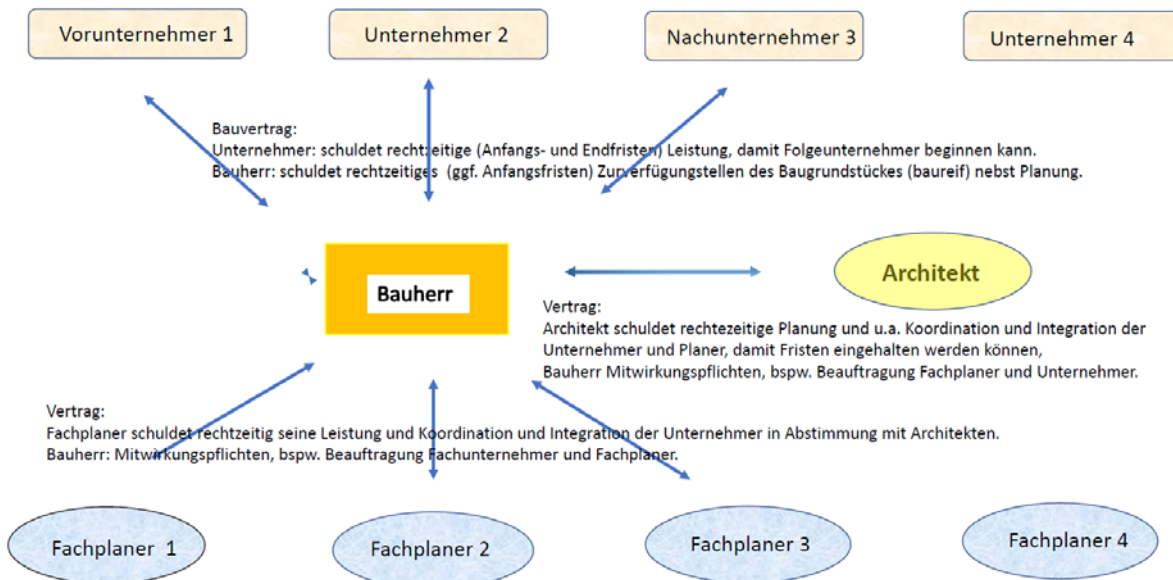 Vorunternehmer 1
Unternehmer 2
Nachunternehmer 3
Unternehmer 4
Bauvertrag:
Unternehmer: schuldet rechtzeitige (Anfangs- und Endfristen) Leistung, damit Folgeunternehmer beginnen kann.
Bauherr: schuldet rechtzeitiges (ggf. Anfangsfristen) Zurverfügungstellen des Baugrundstückes (baureif) nebst Planung.
Bauherr
Architekt
Vertrag:
Architekt schuldet rechtezeitige Planung und u.a. Koordination und Integration der
Unternehmer und Planer, damit Fristen eingehalten werden können,
Bauherr Mitwirkungspflichten, bspw. Beauftragung Fachplaner und Unternehmer.
Vertrag:
Fachplaner schuldet rechtzeitig seine Leistung und Koordination und Integration der Unternehmer in Abstimmung mit Architekten.
Bauherr: Mitwirkungspflichten, bspw. Beauftragung Fachunternehmer und Fachplaner.
Fachplaner 1
Fachplaner 2
Fachplaner 3
Fachplaner 4